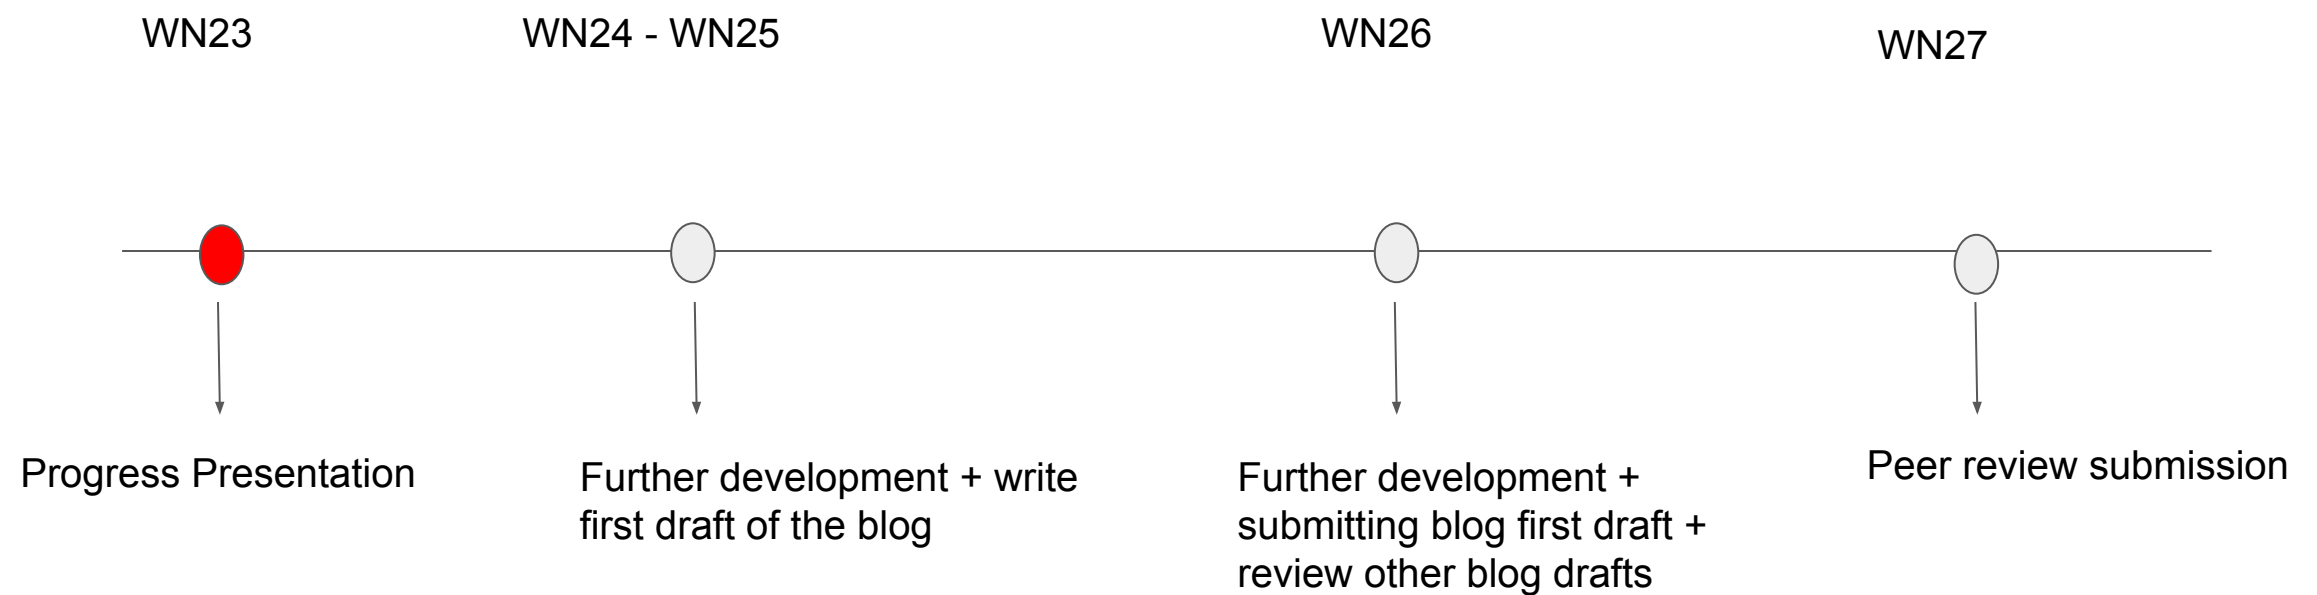 WN23
WN24 - WN25
WN26
WN27
Progress Presentation
Further development + write
first draft of the blog
Further development +
submitting blog first draft +
review other blog drafts
Peer review submission